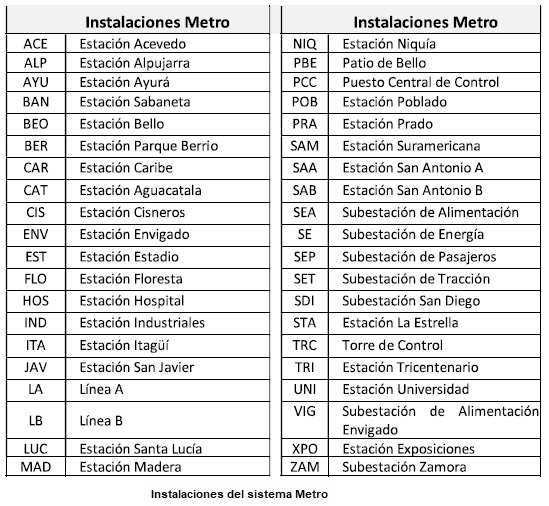 Instalaciones Metro
ACE Estación Acevedo
ALP Estación Alpujarra
AYU Estación Ayurá
BAN Estación Sabaneta
BEO Estación Bello
BER Estación Parque Berrio
CAR Estación Caribe
CAT Estación Aguacatala
CIS Estación Cisneros
ENV Estación Envigado
EST Estación Estadio
FLO Estación Floresta
HOS Estación Hospital
IND Estación Industriales
ITA Estación Itagüí
JAV Estación San Javier
LA Línea A
LB Línea B
LUC Estación Santa Lucía
MAD Estación Madera
Instalaciones Metro
NIQ Estación Niquía
PBE Patio de Bello
PCC Puesto Central de Control
POB Estación Poblado
PRA Estación Prado
SAM Estación Suramericana
SAA Estación San Antonio A
SAB Estación San Antonio B
SEA Subestación de Alimentación
SE Subestación de Energía
SEP Subestación de Pasajeros
SET Subestación de Tracción
SDI Subestación San Diego
STA Estación La Estrella
TRC Torre de Control
TRI Estación Tricentenario
UNI Estación Universidad
VIG Subestación de Alimentación
Envigado
XPO Estación Exposiciones
ZAM Subestación Zamora
Instalaciones del sistema Metro